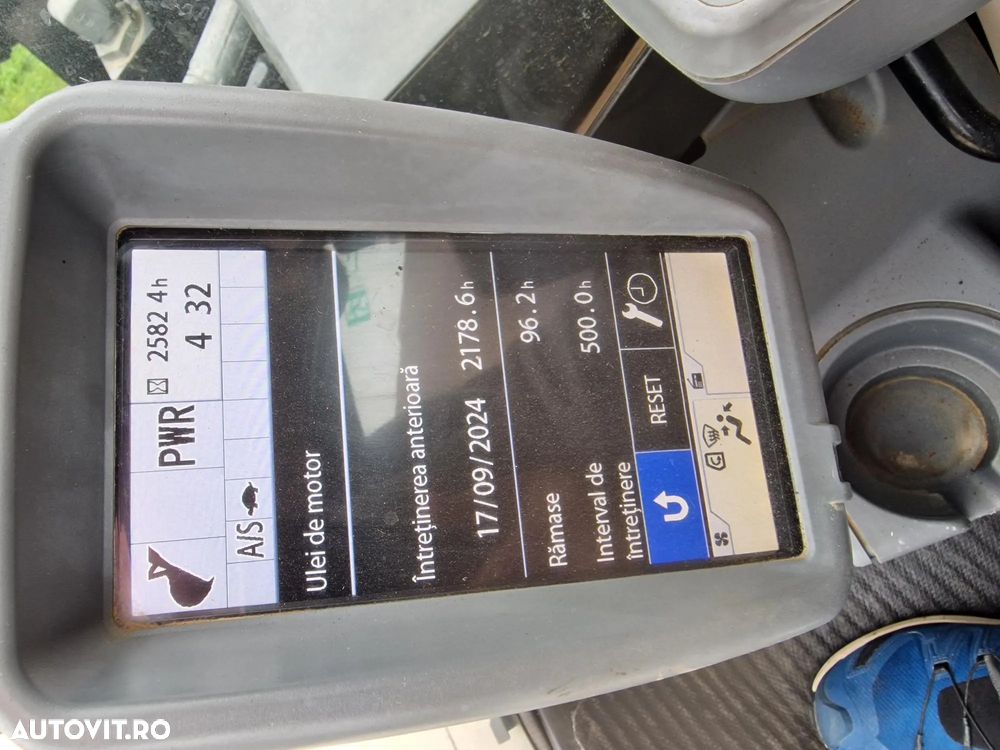 PWR
2582.4h
4 32
AIS
Ulei de motor
Întreținerea anterioară
17/09/2024 2178.6h
Rămase 96.2h
Interval de
întreținere 500.0h
RESET
AUTOVIT.RO